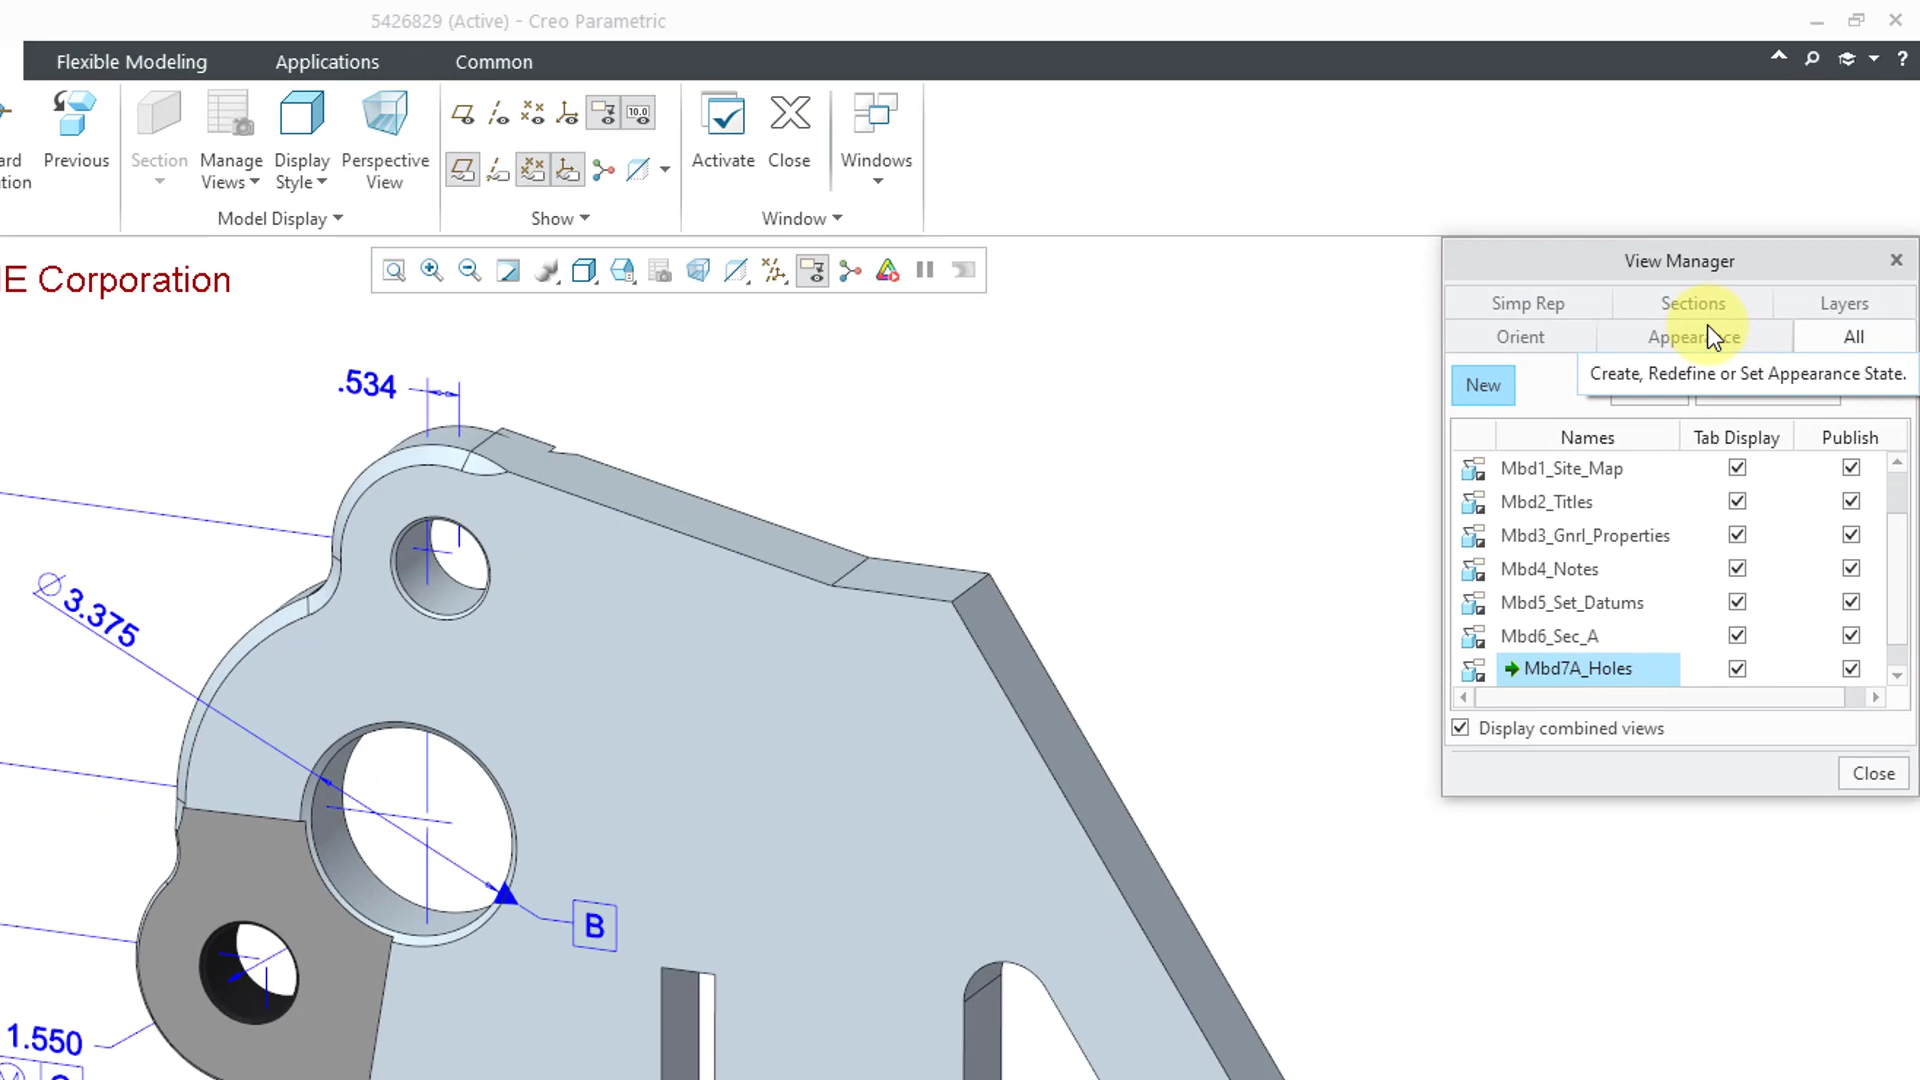 5426829 (Active) - Creo Parametric
Flexible Modeling
Applications
Common
?
Previous
Section
Manage Views
Display Style
Perspective View
10.0
Activate
Close
Windows
Model Display
Show
Window
E Corporation
View Manager
Simp Rep
Sections
Layers
Orient
Appearance
All
New
Create, Redefine or Set Appearance State.
Names
Tab Display
Publish
Mbd1_Site_Map
Mbd2_Titles
Mbd3_Gnrl_Properties
Mbd4_Notes
Mbd5_Set_Datums
Mbd6_Sec_A
Mbd7A_Holes
Display combined views
Close
.534
∅ 3.375
B
1.550